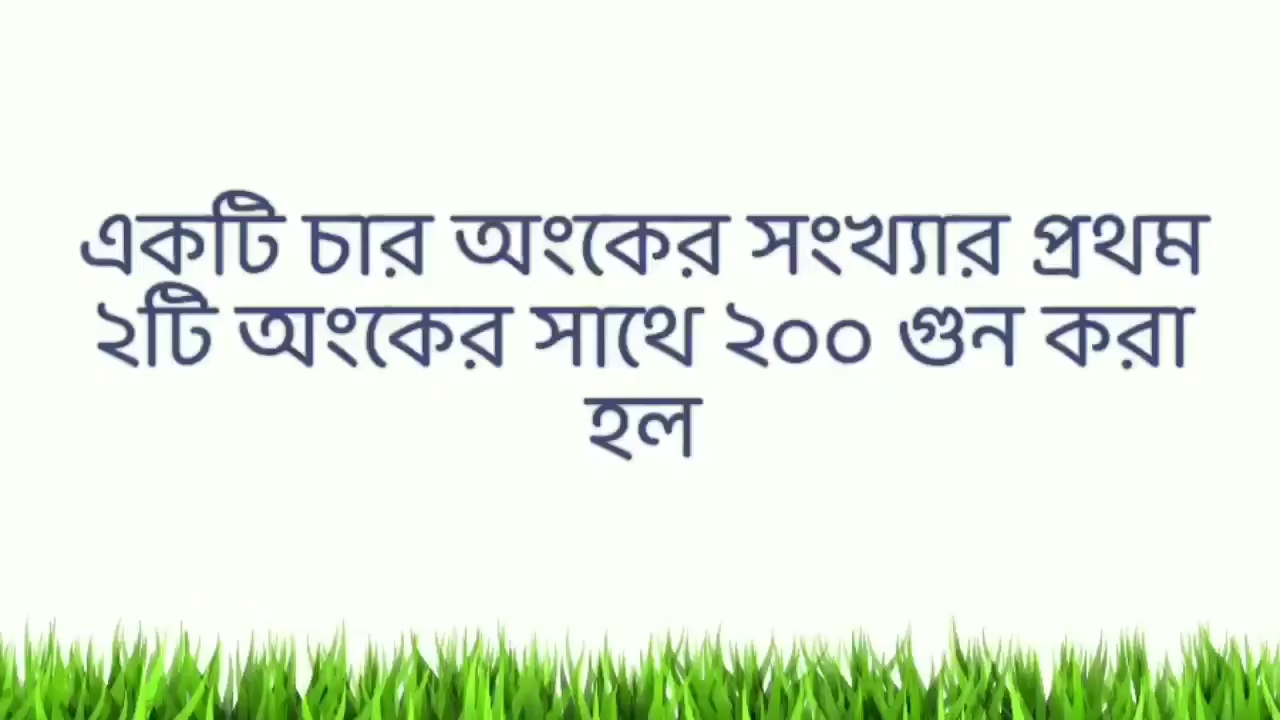 একটি চার অংকের সংখ্যার প্রথম
২টি অংকের সাথে ২০০ গুন করা
হল